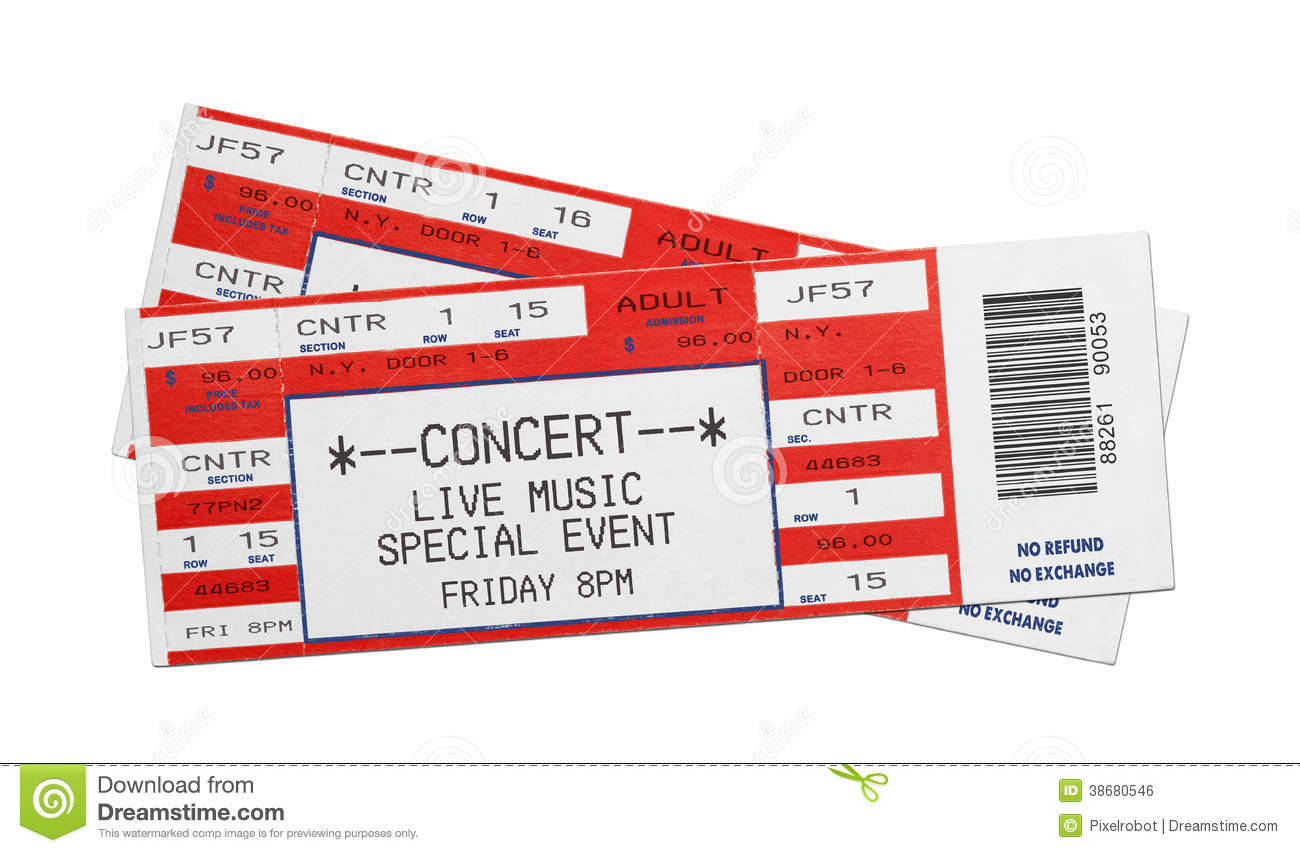 JF57
CNTR 1 16
SECTION ROW SEAT
$ 96.00
PRICE
INCLUDES TAX
N.Y. DOOR 1-6
ADULT
CNTR
SECTION
JF57
CNTR 1 15
SECTION ROW SEAT
ADULT
ADMISSION
JF57
$ 96.00
PRICE
INCLUDES TAX
N.Y. DOOR 1-6
$ 96.00
N.Y.
DOOR 1-6
CNTR
SECTION
77PN2
1 15
ROW SEAT
44683
FRI 8PM
*--CONCERT--*
LIVE MUSIC
SPECIAL EVENT
FRIDAY 8PM
CNTR
SEC.
44683
1
ROW
96.00
15
SEAT
88261 90053
NO REFUND
NO EXCHANGE
NO EXCHANGE
dreamstime
Download from
Dreamstime.com
This watermarked comp image is for previewing purposes only.
ID 38680546
© Pixelrobot | Dreamstime.com